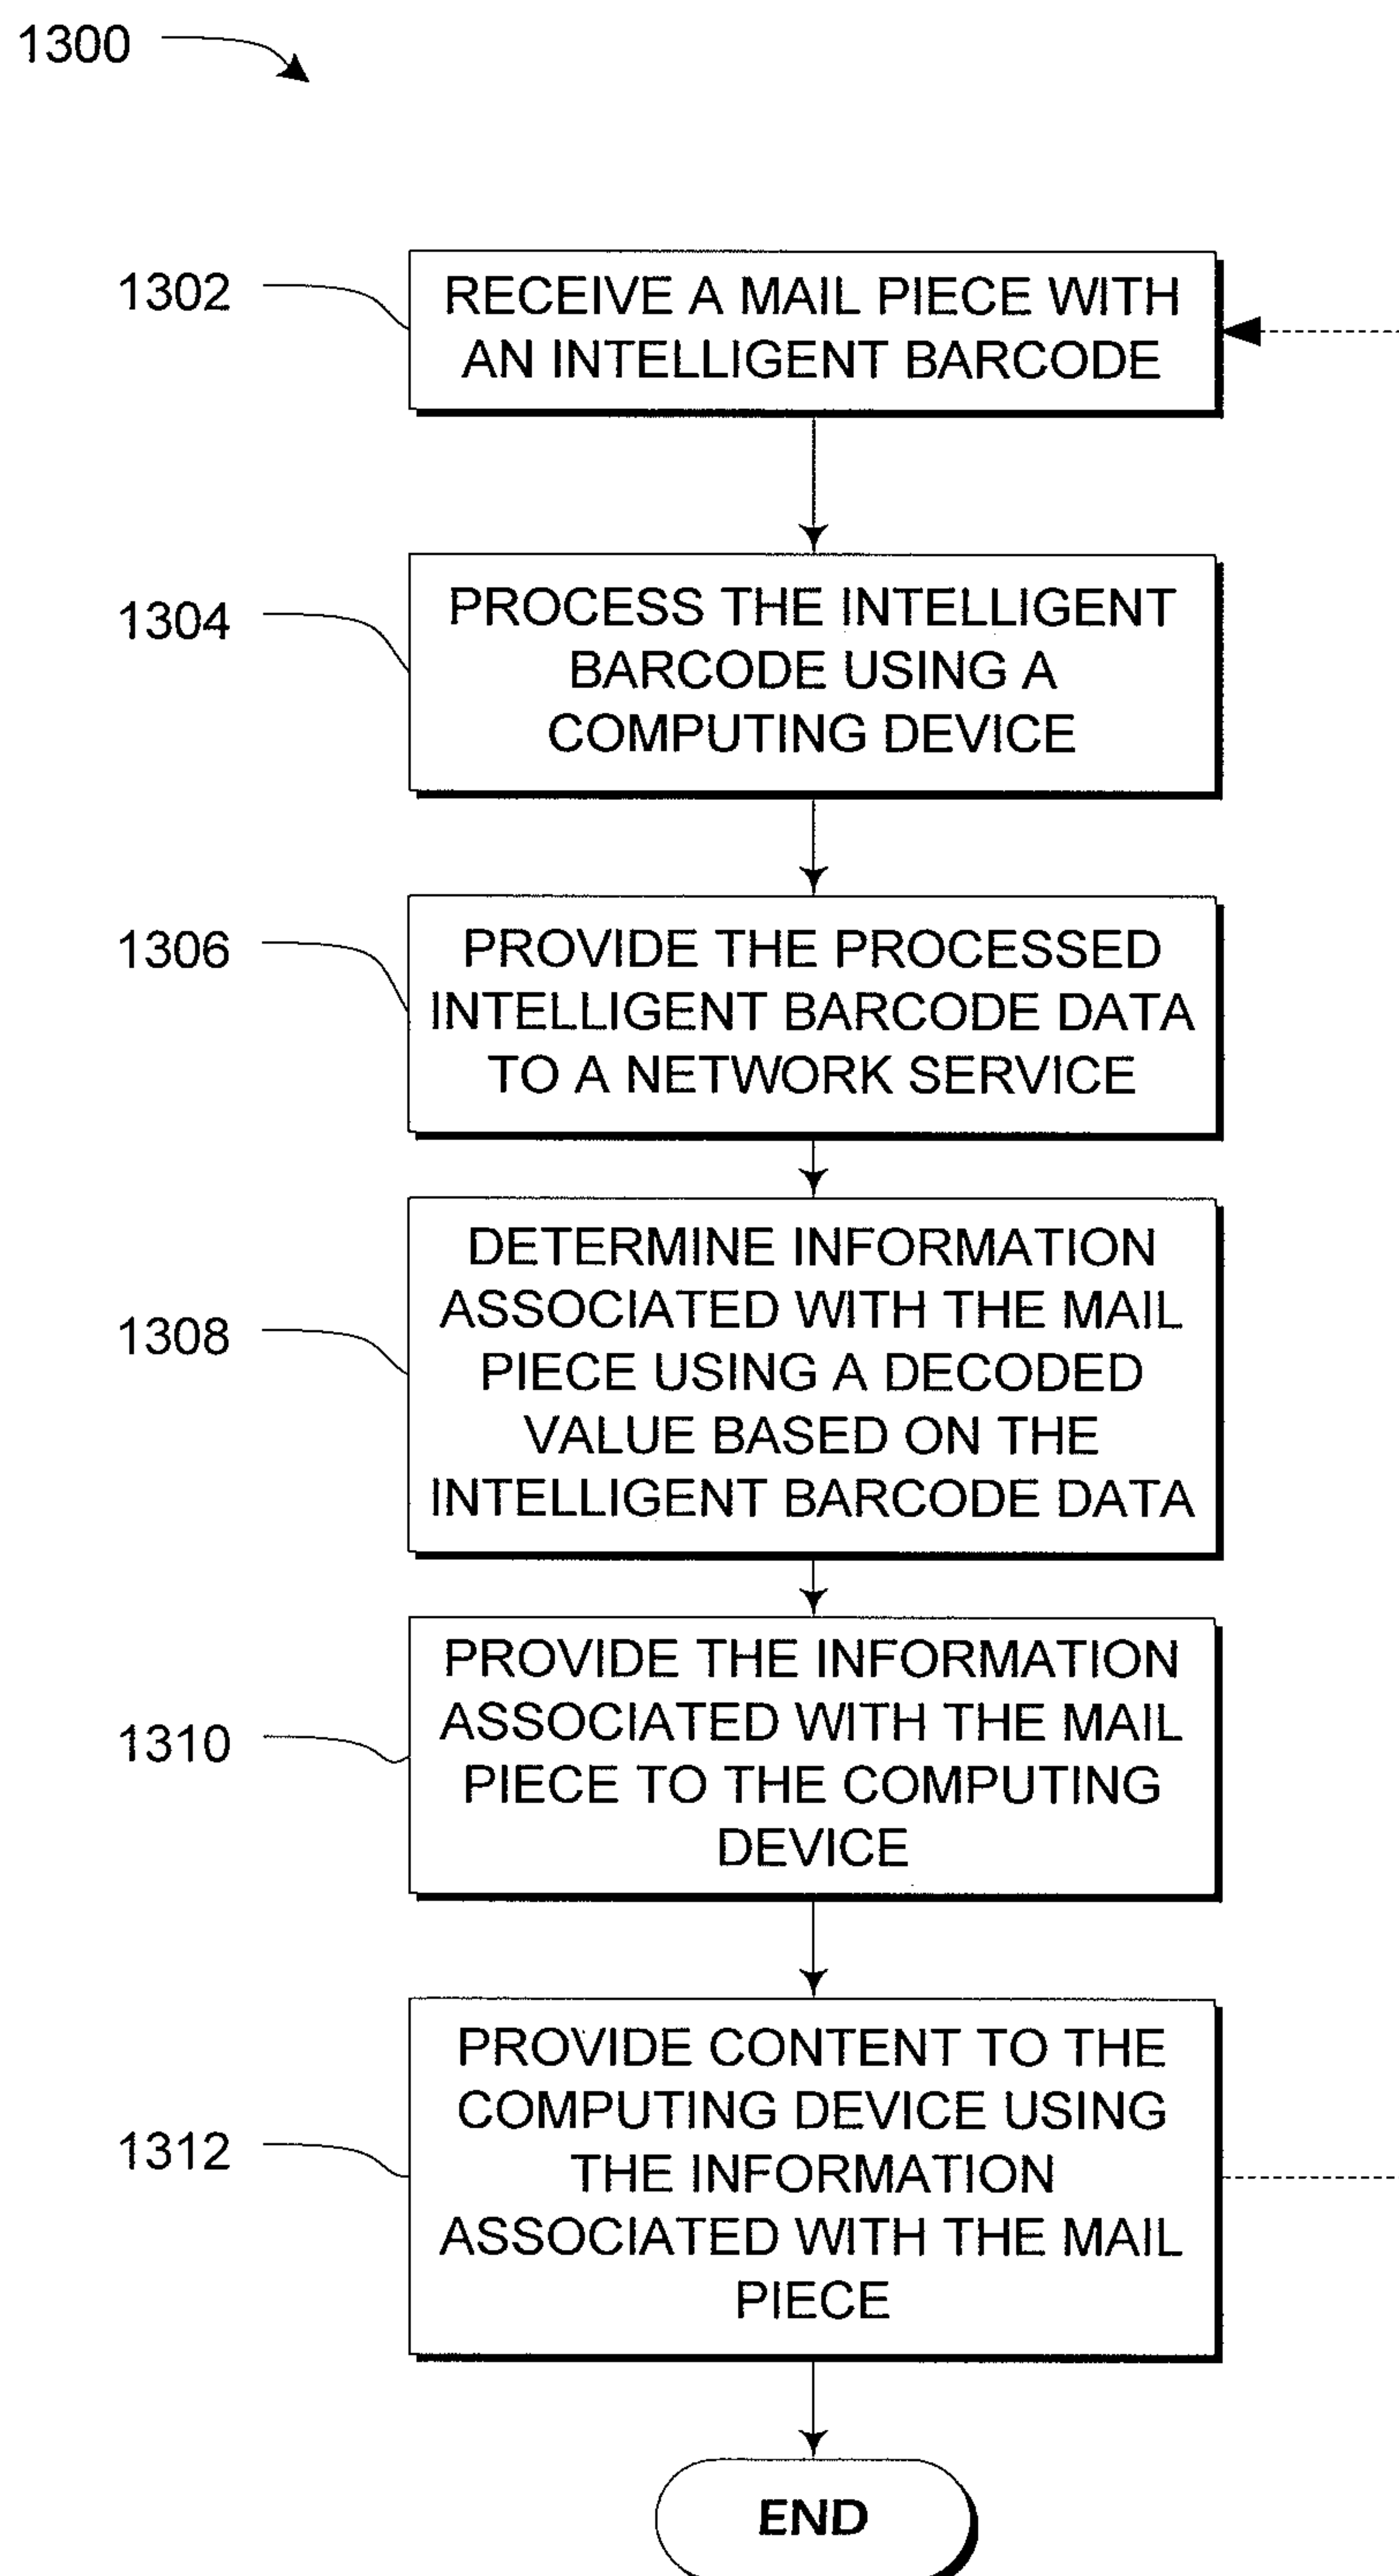 1300
1302
RECEIVE A MAIL PIECE WITH
AN INTELLIGENT BARCODE
1304
PROCESS THE INTELLIGENT
BARCODE USING A
COMPUTING DEVICE
1306
PROVIDE THE PROCESSED
INTELLIGENT BARCODE DATA
TO A NETWORK SERVICE
1308
DETERMINE INFORMATION
ASSOCIATED WITH THE MAIL
PIECE USING A DECODED
VALUE BASED ON THE
INTELLIGENT BARCODE DATA
1310
PROVIDE THE INFORMATION
ASSOCIATED WITH THE MAIL
PIECE TO THE COMPUTING
DEVICE
1312
PROVIDE CONTENT TO THE
COMPUTING DEVICE USING
THE INFORMATION
ASSOCIATED WITH THE MAIL
PIECE
END